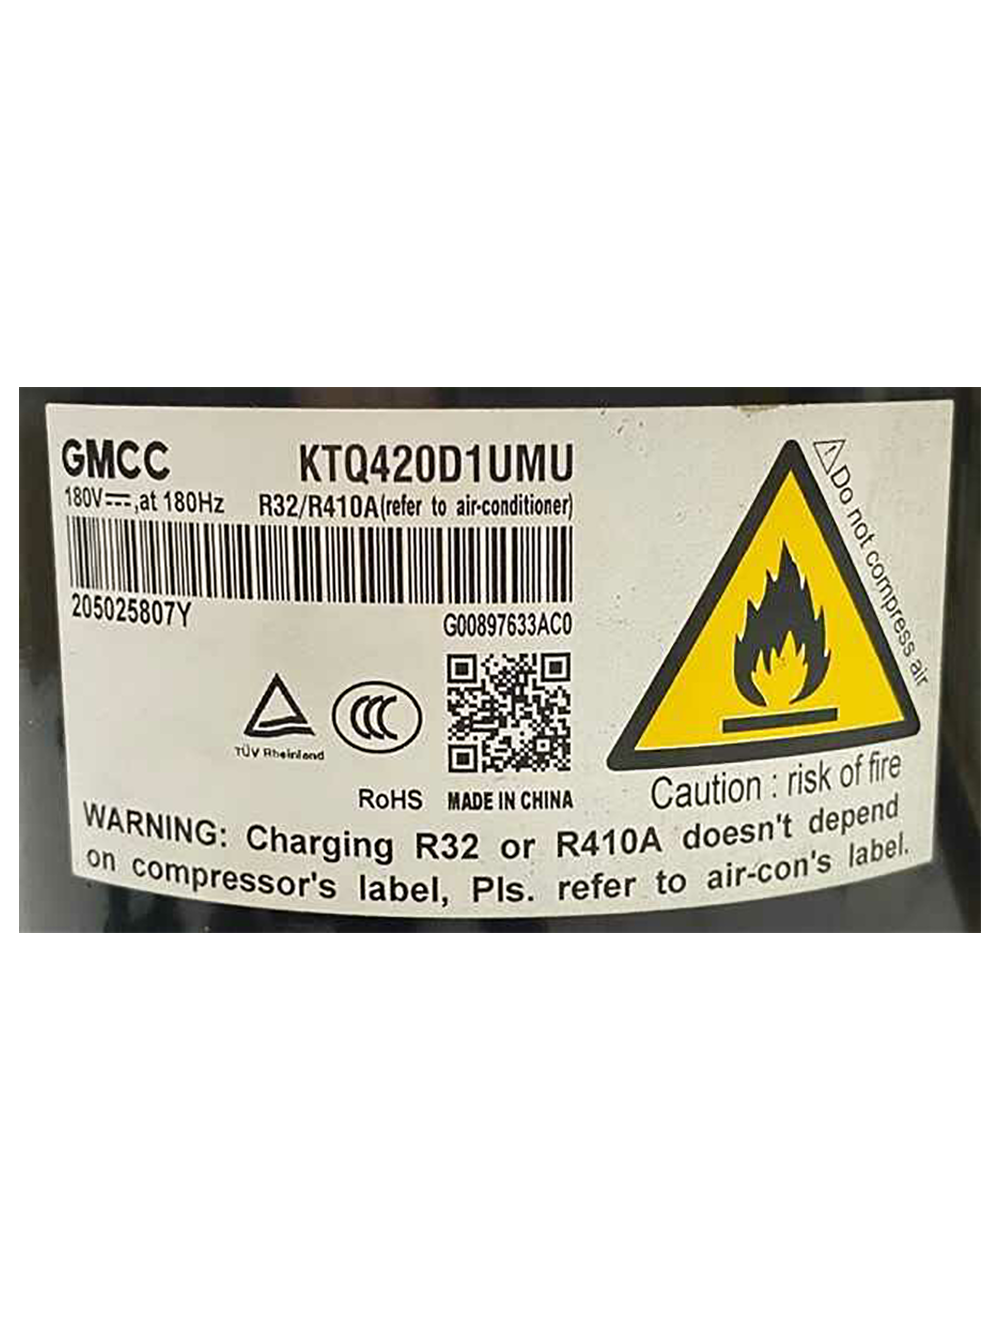 GMCC
KTQ420D1UMU
180V⎓,at 180Hz
R32/R410A(refer to air-conditioner)
205025807Y
G00897633AC0
TÜV Rheinland
CCC
RoHS
MADE IN CHINA
⚠Do not compress air
Caution : risk of fire
WARNING: Charging R32 or R410A doesn't depend
on compressor's label, Pls. refer to air-con's label.